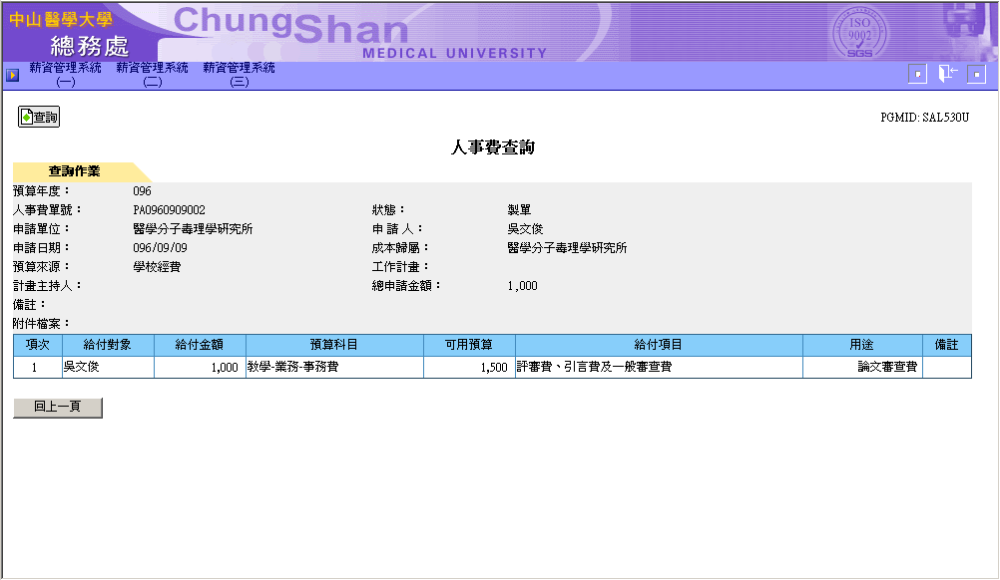 中山醫學大學
總務處
ChungShan
MEDICAL UNIVERSITY
ISO
9002
SGS
薪資管理系統(一)
薪資管理系統(二)
薪資管理系統(三)
查詢
PGMID: SAL530U
人事費查詢
查詢作業
預算年度： 096
人事費單號： PA0960909002 狀態： 製單
申請單位： 醫學分子毒理學研究所 申 請 人： 吳文俊
申請日期： 096/09/09 成本歸屬： 醫學分子毒理學研究所
預算來源： 學校經費 工作計畫：
計畫主持人： 總申請金額： 1,000
備註：
附件檔案：
項次 給付對象 給付金額 預算科目 可用預算 給付項目 用途 備註
1 吳文俊 1,000 教學-業務-事務費 1,500 評審費、引言費及一般審查費 論文審查費
回上一頁